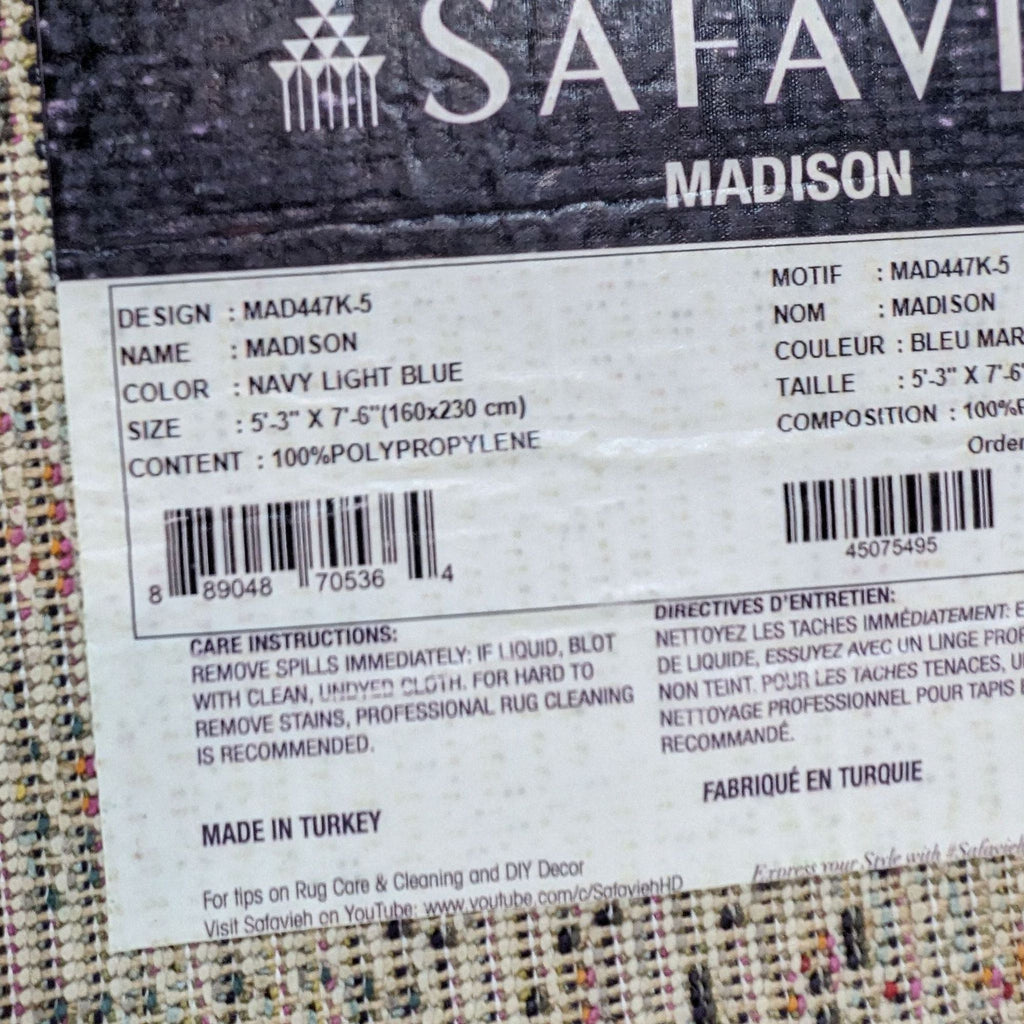 SAFAVI
MADISON
DESIGN : MAD447K-5
NAME : MADISON
COLOR : NAVY LIGHT BLUE
SIZE : 5'-3" X 7'-6"(160x230 cm)
CONTENT : 100%POLYPROPYLENE
8 89048 70536 4
MOTIF : MAD447K-5
NOM : MADISON
COULEUR : BLEU MAR
TAILLE : 5'-3" X 7'-6"
COMPOSITION : 100%P
Order
45075495
CARE INSTRUCTIONS:
REMOVE SPILLS IMMEDIATELY; IF LIQUID, BLOT
WITH CLEAN, UNDYED CLOTH. FOR HARD TO
REMOVE STAINS, PROFESSIONAL RUG CLEANING
IS RECOMMENDED.
DIRECTIVES D'ENTRETIEN:
NETTOYEZ LES TACHES IMMÉDIATEMENT: E
DE LIQUIDE, ESSUYEZ AVEC UN LINGE PROP
NON TEINT. POUR LES TACHES TENACES, U
NETTOYAGE PROFESSIONNEL POUR TAPIS E
RECOMMANDÉ.
MADE IN TURKEY
FABRIQUÉ EN TURQUIE
For tips on Rug Care & Cleaning and DIY Decor
Visit Safavieh on YouTube: www.youtube.com/c/SafaviehHD
Express your Style with #Safavieh